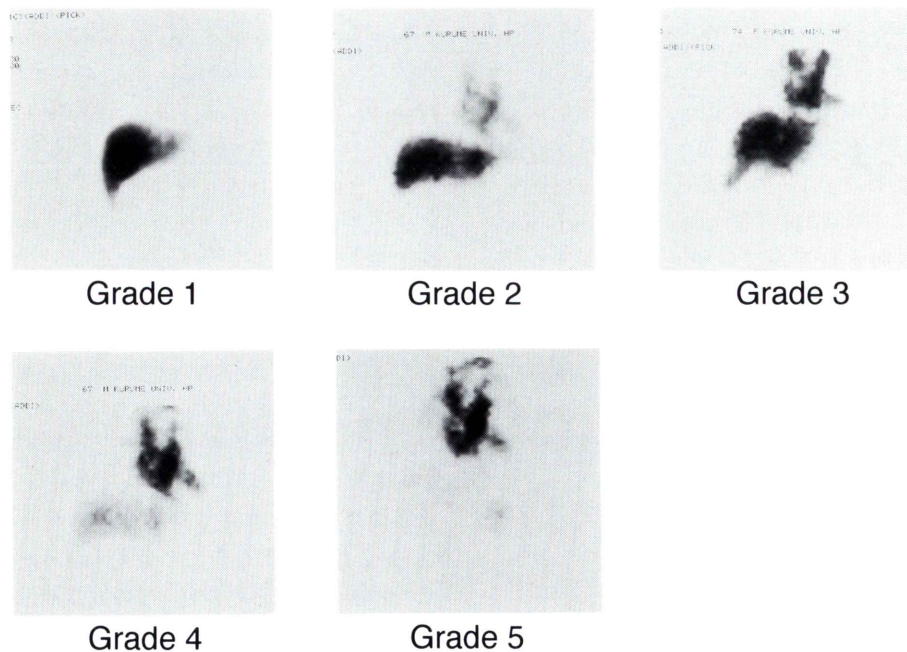 67 M KURUME UNIV. HP
(ADDI)
74 F KURUME UNIV. HP
Grade 1
Grade 2
Grade 3
67 M KURUME UNIV. HP
Grade 4
Grade 5